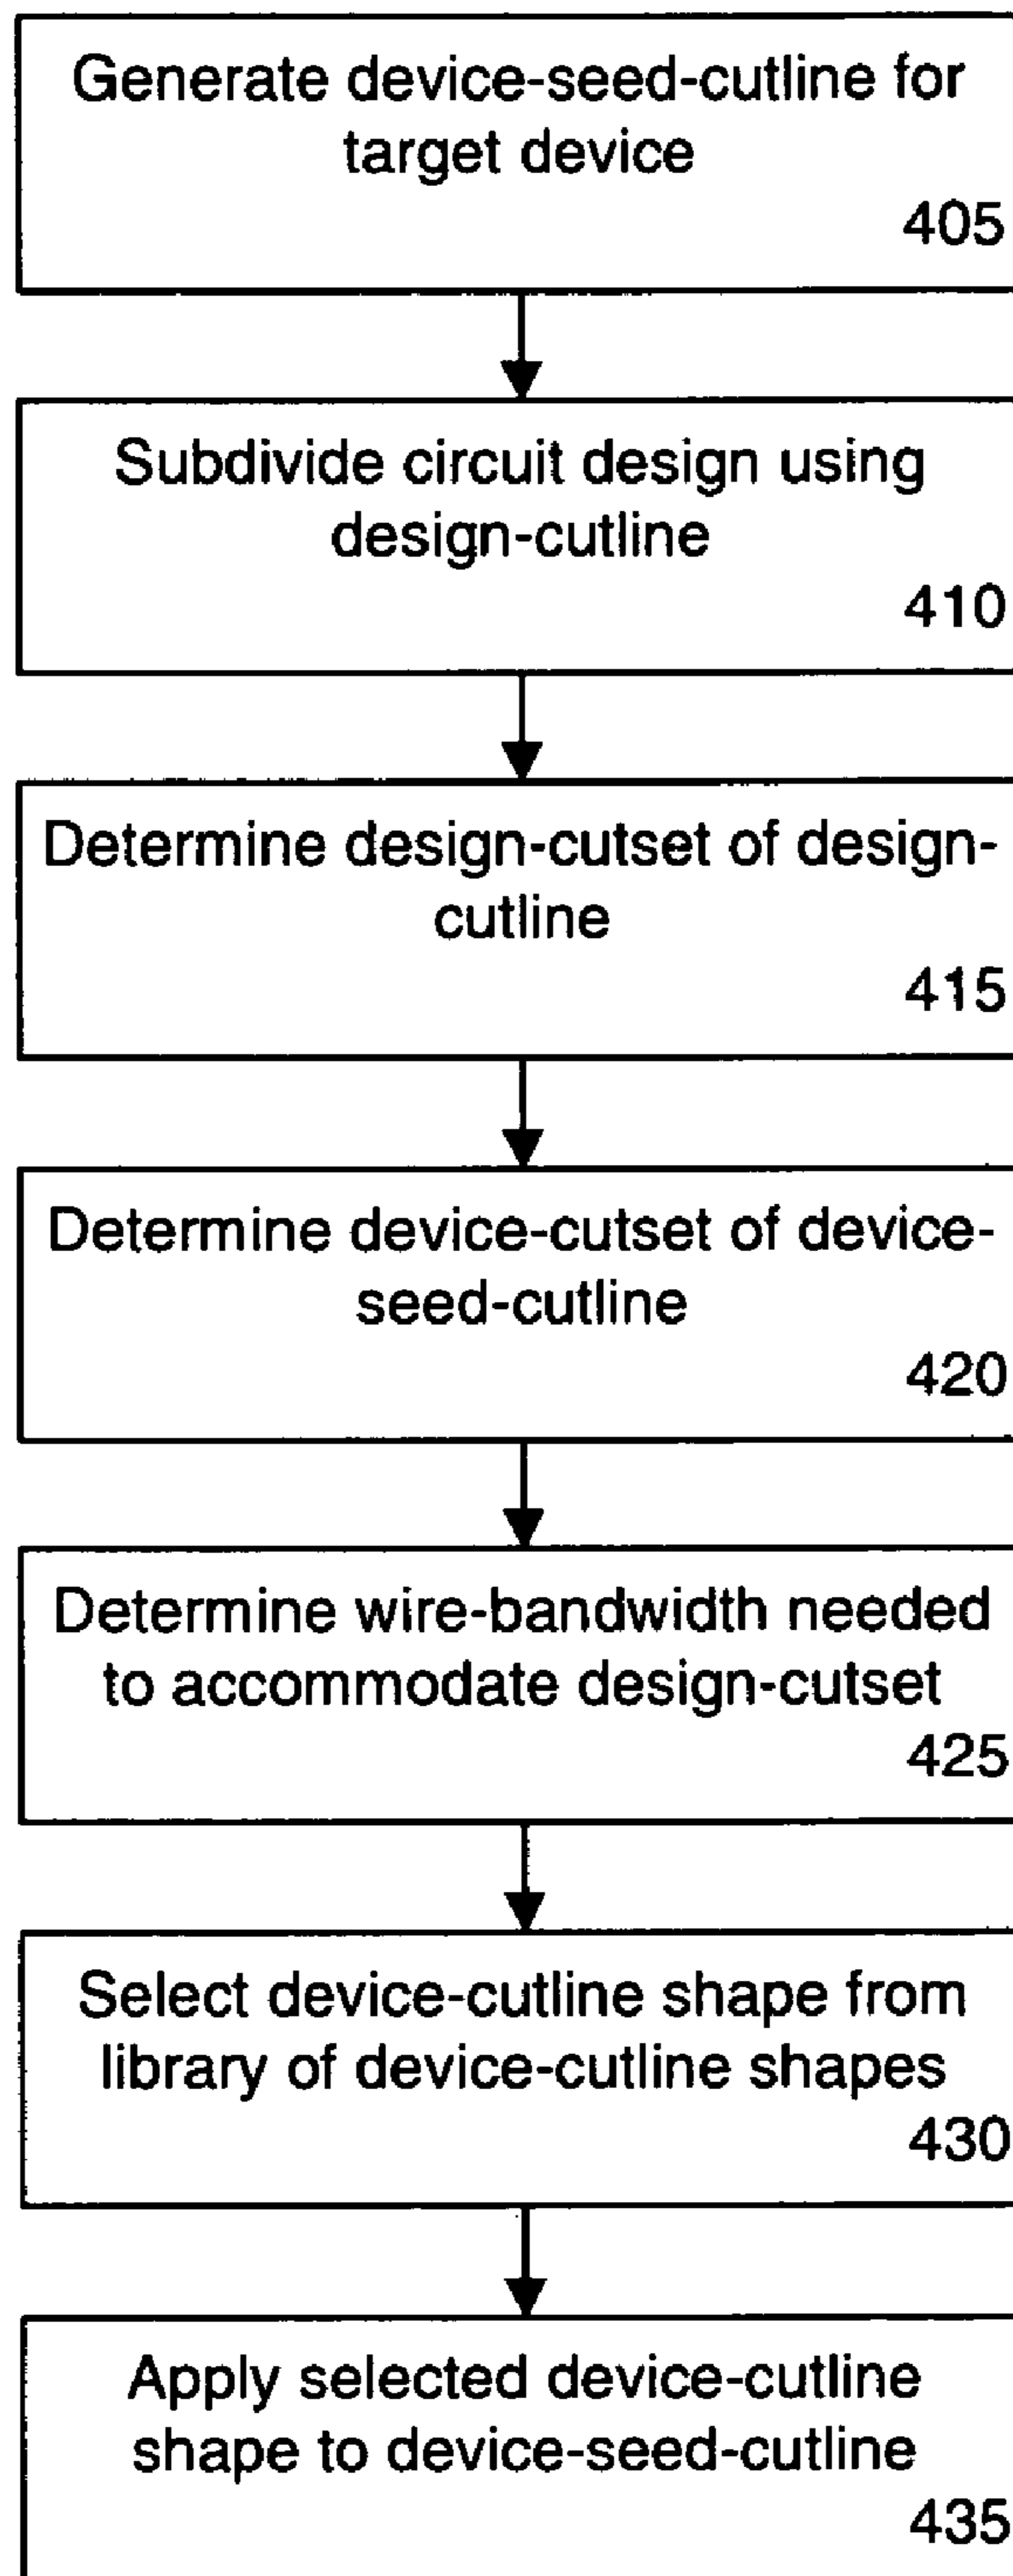 Generate device-seed-cutline for
target device
405
Subdivide circuit design using
design-cutline
410
Determine design-cutset of design-
cutline
415
Determine device-cutset of device-
seed-cutline
420
Determine wire-bandwidth needed
to accommodate design-cutset
425
Select device-cutline shape from
library of device-cutline shapes
430
Apply selected device-cutline
shape to device-seed-cutline
435